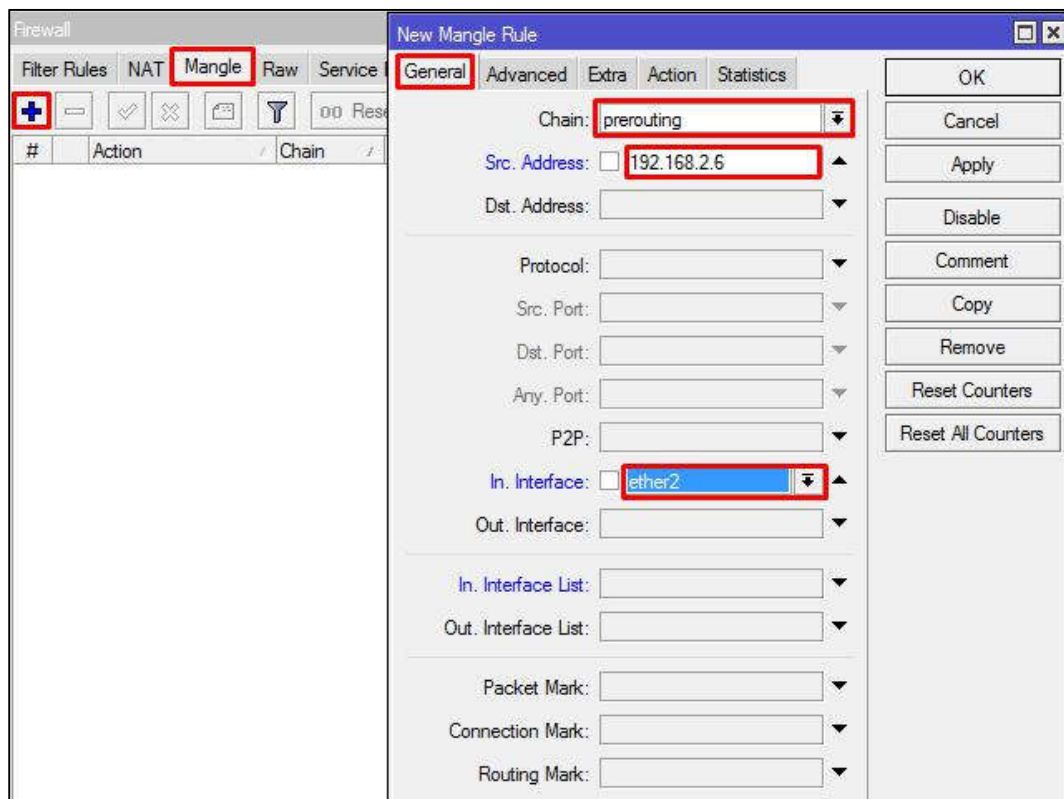 Firewall
Filter Rules NAT Mangle Raw Service
Rese
# Action Chain
New Mangle Rule
General Advanced Extra Action Statistics
Chain: prerouting
Src. Address: 192.168.2.6
Dst. Address:
Protocol:
Src. Port:
Dst. Port:
Any. Port:
P2P:
In. Interface: ether2
Out. Interface:
In. Interface List:
Out. Interface List:
Packet Mark:
Connection Mark:
Routing Mark:
OK
Cancel
Apply
Disable
Comment
Copy
Remove
Reset Counters
Reset All Counters